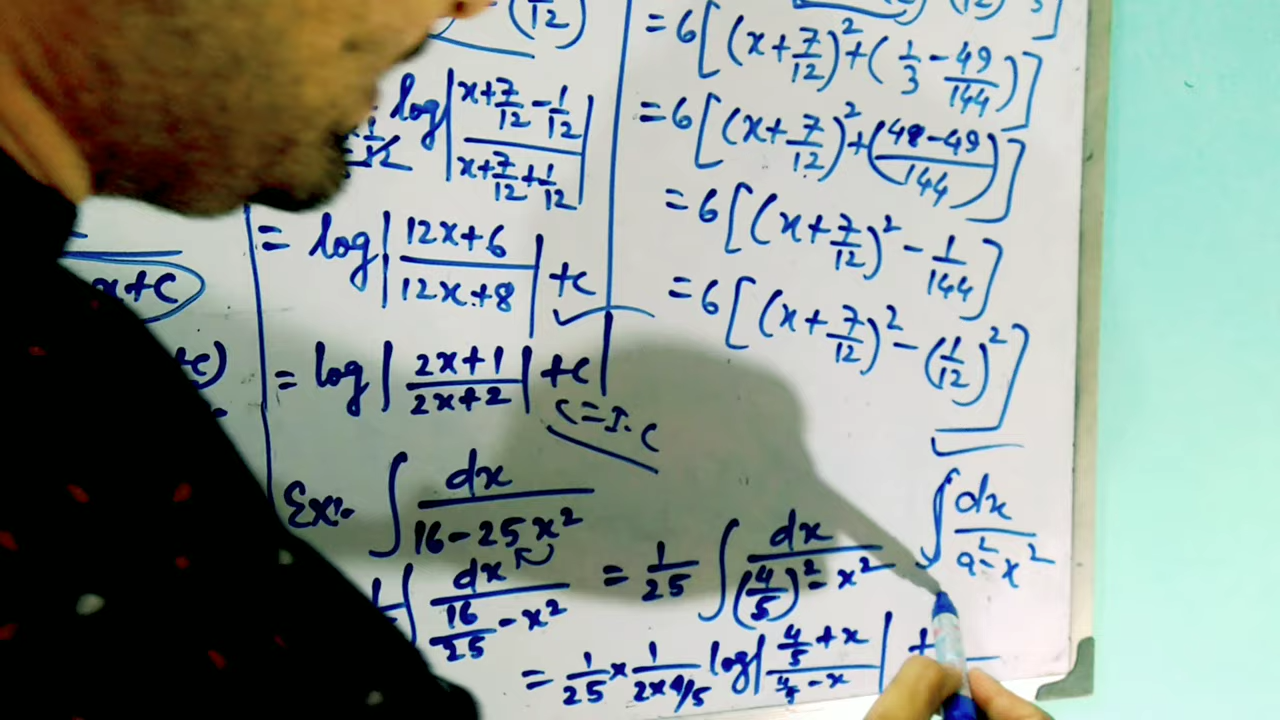 12)
log|x+7/12-1/12 / x+7/12+1/12|
= log|12x+6 / 12x+8| +c
= log|2x+1 / 2x+2| +c
c=I.c
x+c
+c)
= 6[(x+7/12)²+(1/3-49/144)]
= 6[(x+7/12)²+(48-49/144)]
= 6[(x+7/12)²-1/144]
= 6[(x+7/12)²-(1/12)²]
Ex:- ∫dx/16-25x²
∫dx/16/25-x² = 1/25∫dx/(4/5)²-x²
∫dx/a²-x²
= 1/25×1/2×4/5 log|4/5+x / 4/5-x| +